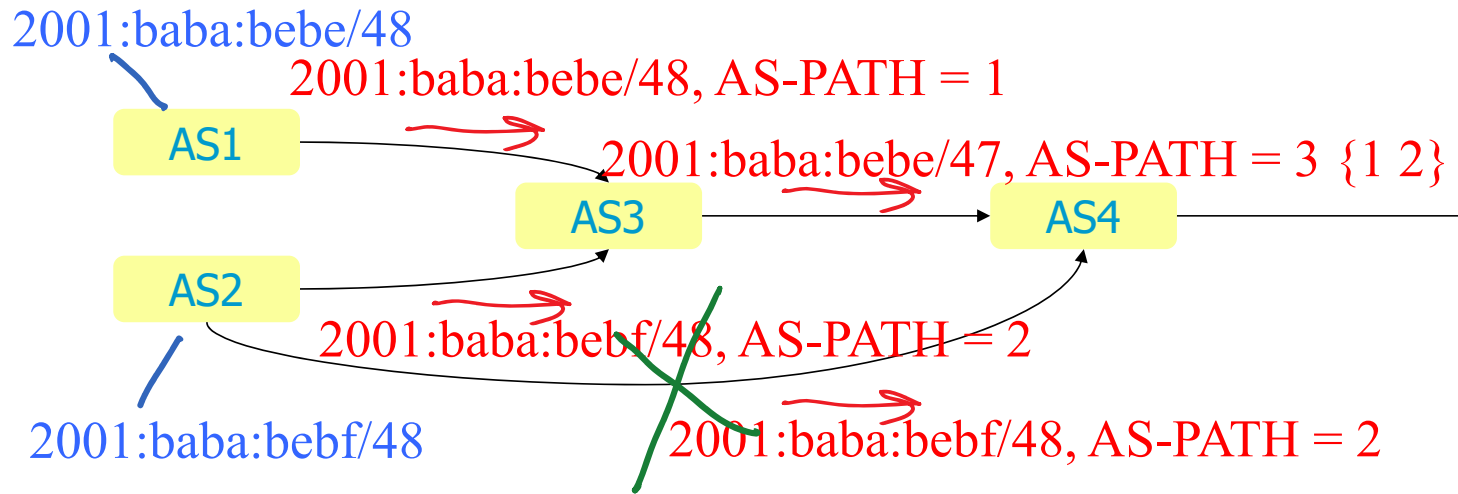 2001:baba:bebe/48
2001:baba:bebe/48, AS-PATH = 1
AS1
2001:baba:bebe/47, AS-PATH = 3 {1 2}
AS3
AS4
AS2
2001:baba:bebf/48, AS-PATH = 2
2001:baba:bebf/48
2001:baba:bebf/48, AS-PATH = 2